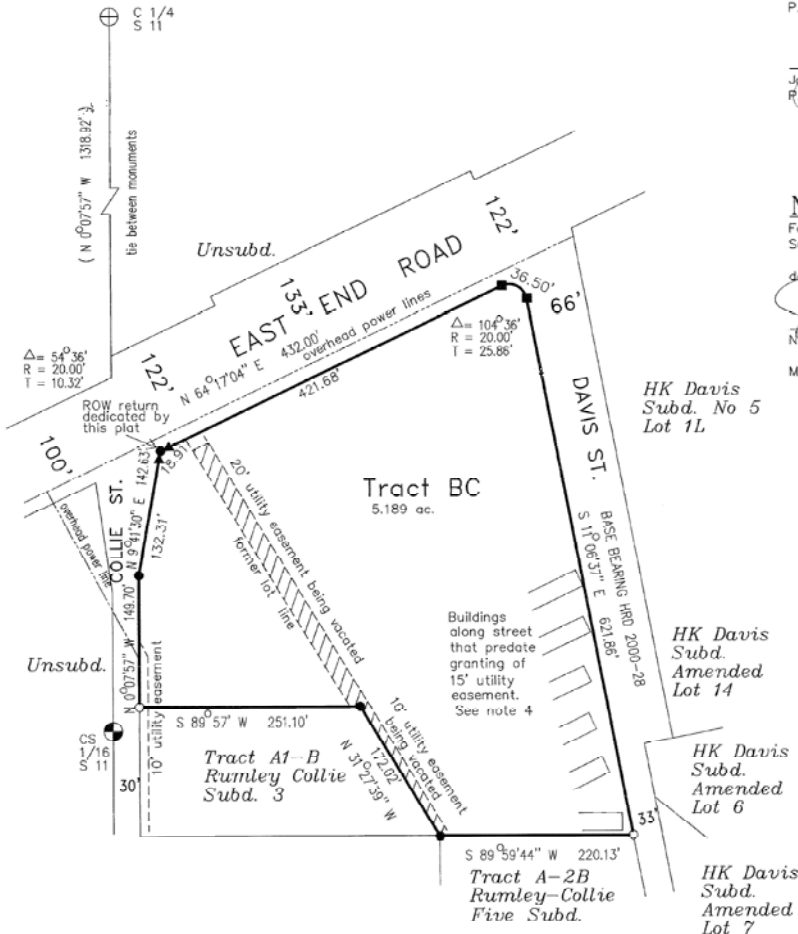 C 1/4
S 11
( N 0°07'57" W 1318.92' )
tie between monuments
Unsubd.
122'
133'
EAST END ROAD
overhead power lines
N 64°17'04" E 432.00'
421.68'
36.50'
66'
Δ= 104°36'
R = 20.00'
T = 25.86'
Δ= 54°36'
R = 20.00'
T = 10.32'
122'
ROW return
dedicated by
this plat
100'
18.91'
COLLIE ST.
N 9°41'30" E 142.63'
132.31'
overhead power line
20' utility easement being vacated
former lot line
Tract BC
5.189 ac.
DAVIS ST.
BASE BEARING HRD 2000-28
S 11°06'37" E 621.86'
HK Davis
Subd. No 5
Lot 1L
Buildings
along street
that predate
granting of
15' utility
easement.
See note 4
HK Davis
Subd.
Amended
Lot 14
Unsubd.
N 0°07'57" W 149.70'
10' utility easement
S 89°57' W 251.10'
CS
1/16
S 11
30'
Tract A1-B
Rumley Collie
Subd. 3
N 31°27'39" W
172.02'
10' utility easement
being vacated
HK Davis
Subd.
Amended
Lot 6
33'
S 89°59'44" W 220.13'
Tract A-2B
Rumley-Collie
Five Subd.
HK Davis
Subd.
Amended
Lot 7